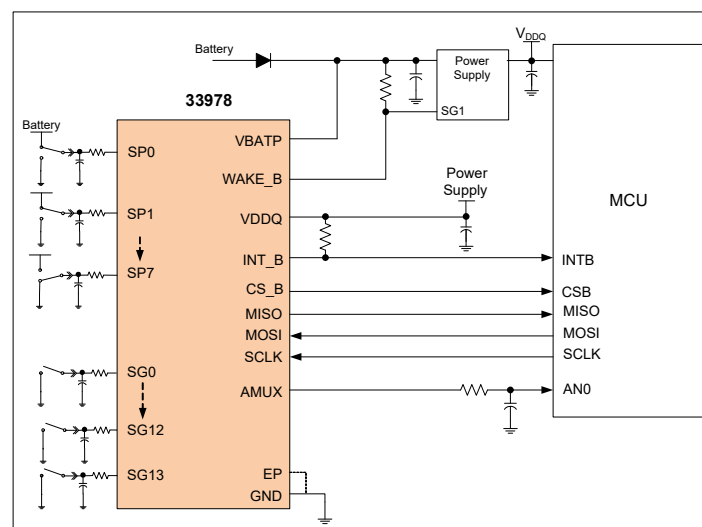 Battery
VDDQ
Power
Supply
SG1
33978
MCU
Battery
VBATP
SP0
WAKE_B
Power
Supply
SP1
VDDQ
SP7
INT_B
INTB
CS_B
CSB
MISO
MISO
MOSI
MOSI
SCLK
SCLK
SG0
AMUX
AN0
SG12
SG13
EP
GND